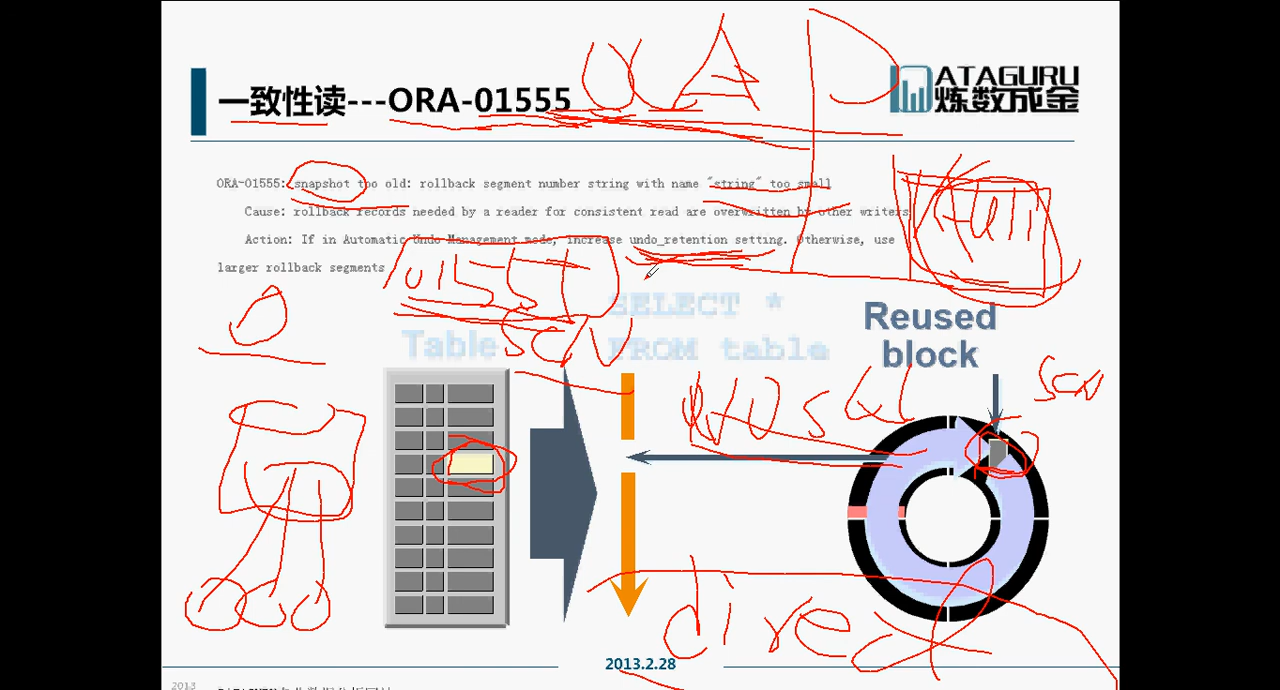 一致性读---ORA-01555
ATAGURU
炼数成金
ORA-01555: snapshot too old: rollback segment number string with name "string" too small
Cause: rollback records needed by a reader for consistent read are overwritten by other writers
Action: If in Automatic Undo Management mode, increase undo_retention setting. Otherwise, use
larger rollback segments
SCN
SELECT *
FROM table
Table
Reused
block
SCN
direct
2013.2.28
2013